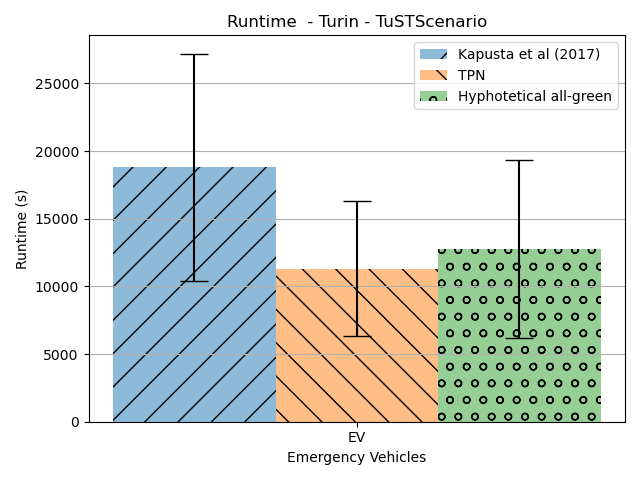 Runtime  - Turin - TuSTScenario
Kapusta et al (2017)
TPN
Hyphotetical all-green
25000
20000
15000
10000
5000
0
Runtime (s)
EV
Emergency Vehicles